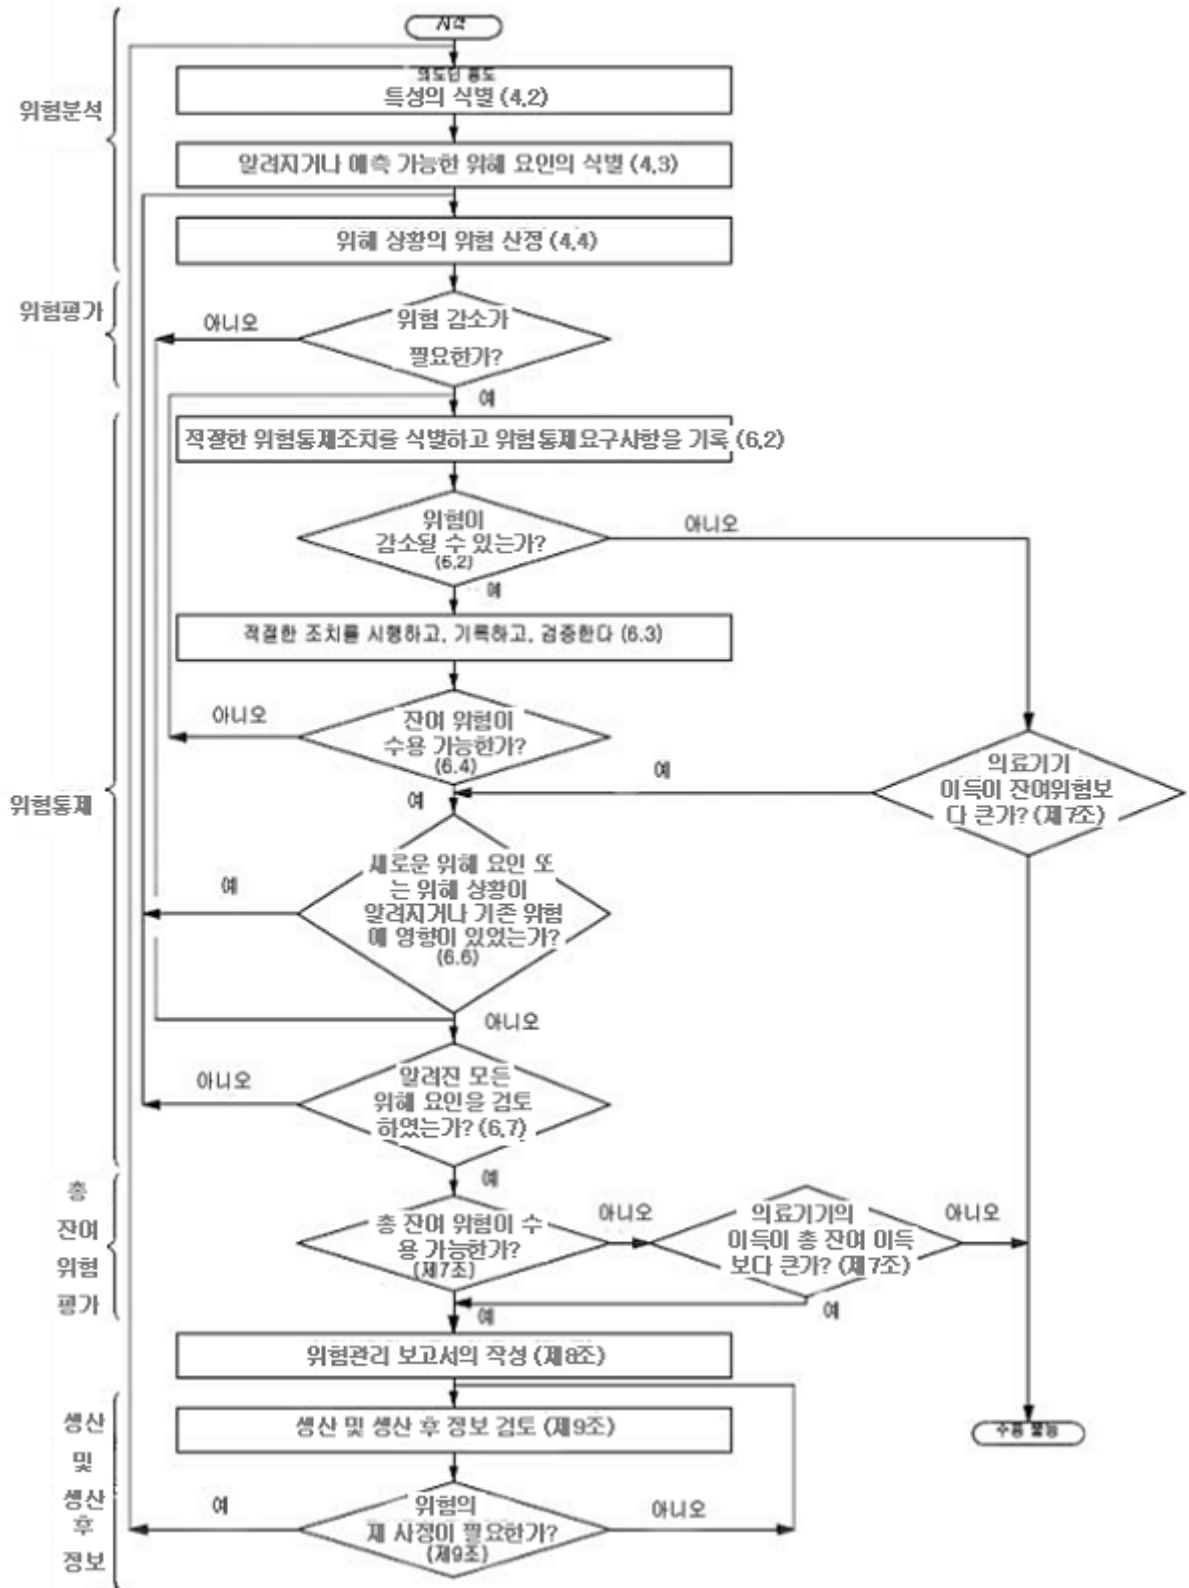 시작
의도된 용도
특성의 식별 (4.2)
위험분석
알려지거나 예측 가능한 위해 요인의 식별 (4.3)
위해 상황의 위험 산정 (4.4)
위험평가
아니오
위험 감소가
필요한가?
예
적절한 위험통제조치를 식별하고 위험통제요구사항을 기록 (6.2)
위험이
감소될 수 있는가?
(6.2)
아니오
예
적절한 조치를 시행하고, 기록하고, 검증한다 (6.3)
아니오
잔여 위험이
수용 가능한가?
(6.4)
예
예
의료기기
이득이 잔여위험보
다 큰가? (제7조)
위험통제
새로운 위해 요인 또
는 위해 상황이
알려지거나 기존 위험
에 영향이 있었는가?
(6.6)
예
아니오
아니오
알려진 모든
위해 요인을 검토
하였는가? (6.7)
예
총
잔여
위험
평가
총 잔여 위험이 수
용 가능한가?
(제7조)
아니오
의료기기의
이득이 총 잔여 이득
보다 큰가? (제7조)
아니오
예
예
위험관리 보고서의 작성 (제8조)
생산
및
생산
후
정보
생산 및 생산 후 정보 검토 (제9조)
수용 불능
예
위험의
재 사정이 필요한가?
(제9조)
아니오